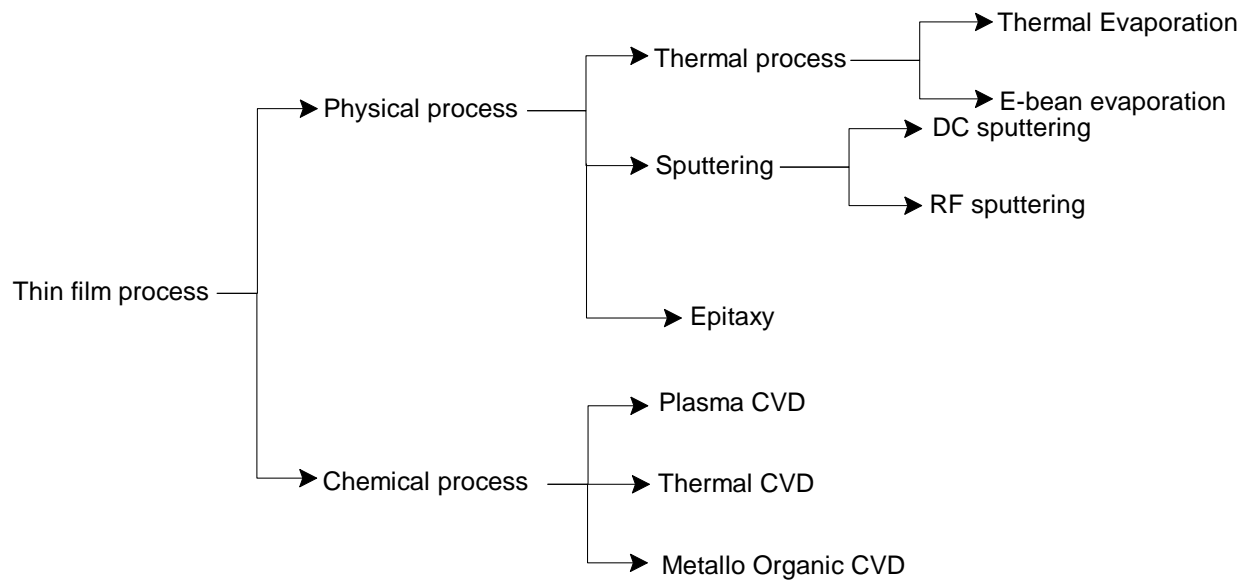 Thermal Evaporation
Thermal process
E-bean evaporation
Physical process
DC sputtering
Sputtering
RF sputtering
Thin film process
Epitaxy
Plasma CVD
Chemical process
Thermal CVD
Metallo Organic CVD